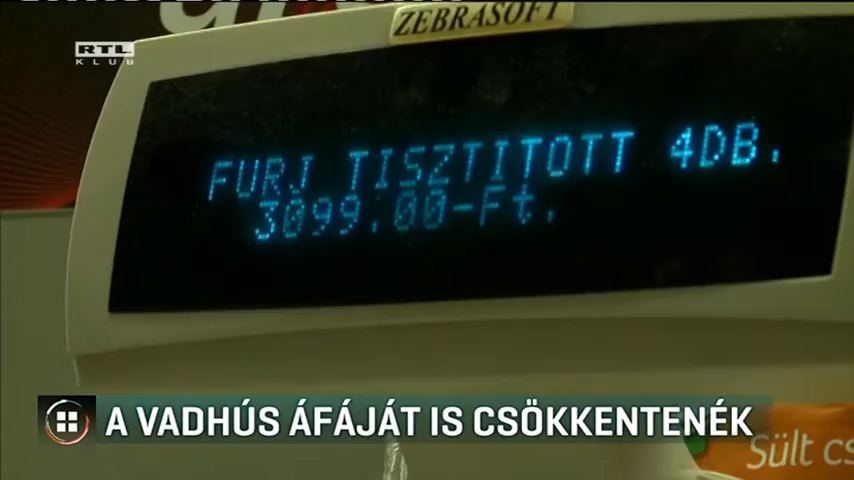 ZEBRASOFT
RTL
KLUB
FURJ TISZTITOTT 4DB.
3099.00-Ft.
A VADHÚS ÁFÁJÁT IS CSÖKKENTENÉK
Sült